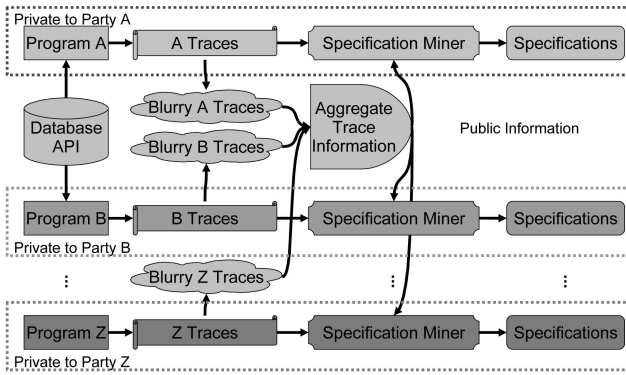 Private to Party A
Program A
A Traces
Specification Miner
Specifications
Blurry A Traces
Blurry B Traces
Database
API
Aggregate
Trace
Information
Public Information
Program B
B Traces
Specification Miner
Specifications
Private to Party B
...
Blurry Z Traces
...
...
Program Z
Z Traces
Specification Miner
Specifications
Private to Party Z